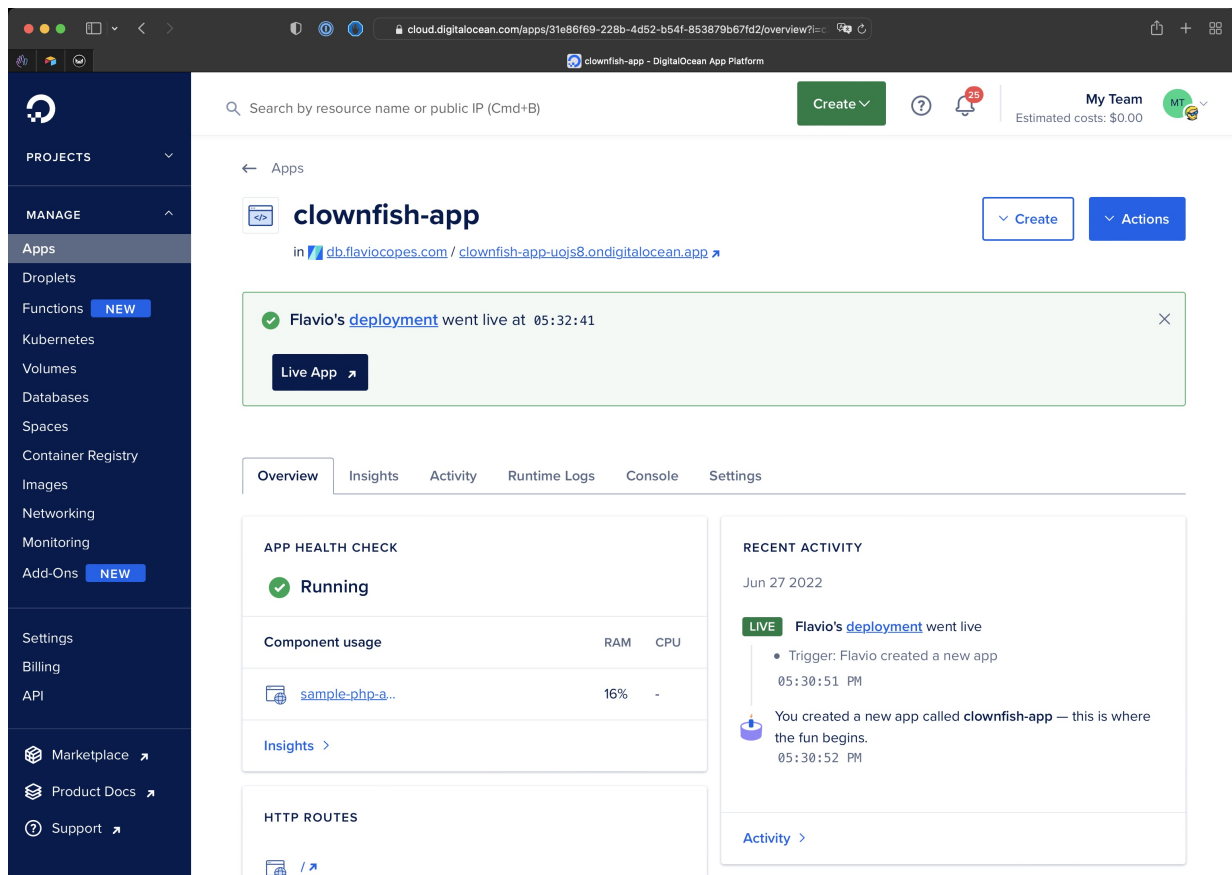 cloud.digitalocean.com/apps/31e86f69-228b-4d52-b54f-853879b67fd2/overview?i=c
clownfish-app - DigitalOcean App Platform
Search by resource name or public IP (Cmd+B)
Create
25
My Team
Estimated costs: $0.00
MT
PROJECTS
MANAGE
Apps
Droplets
Functions NEW
Kubernetes
Volumes
Databases
Spaces
Container Registry
Images
Networking
Monitoring
Add-Ons NEW
Settings
Billing
API
Marketplace
Product Docs
Support
← Apps
clownfish-app
in db.flaviocopes.com / clownfish-app-uojs8.ondigitalocean.app
Create
Actions
Flavio's deployment went live at 05:32:41
Live App
Overview Insights Activity Runtime Logs Console Settings
APP HEALTH CHECK
Running
Component usage RAM CPU
sample-php-a... 16% -
Insights
HTTP ROUTES
/
RECENT ACTIVITY
Jun 27 2022
LIVE Flavio's deployment went live
Trigger: Flavio created a new app
05:30:51 PM
You created a new app called clownfish-app — this is where
the fun begins.
05:30:52 PM
Activity